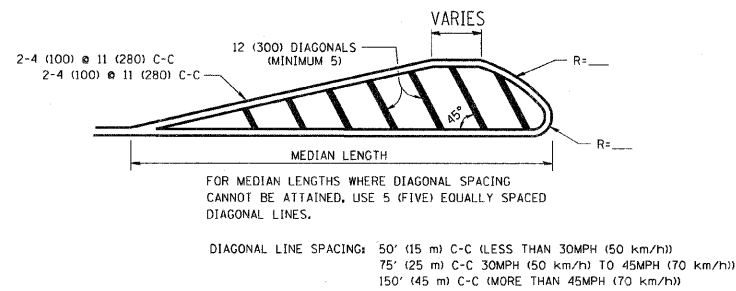 VARIES
12 (300) DIAGONALS
(MINIMUM 5)
2-4 (100) @ 11 (280) C-C
2-4 (100) @ 11 (280) C-C
R=___
45°
R=___
MEDIAN LENGTH
FOR MEDIAN LENGTHS WHERE DIAGONAL SPACING
CANNOT BE ATTAINED, USE 5 (FIVE) EQUALLY SPACED
DIAGONAL LINES.
DIAGONAL LINE SPACING: 50' (15 m) C-C (LESS THAN 30MPH (50 km/h))
75' (25 m) C-C 30MPH (50 km/h) TO 45MPH (70 km/h))
150' (45 m) C-C (MORE THAN 45MPH (70 km/h))